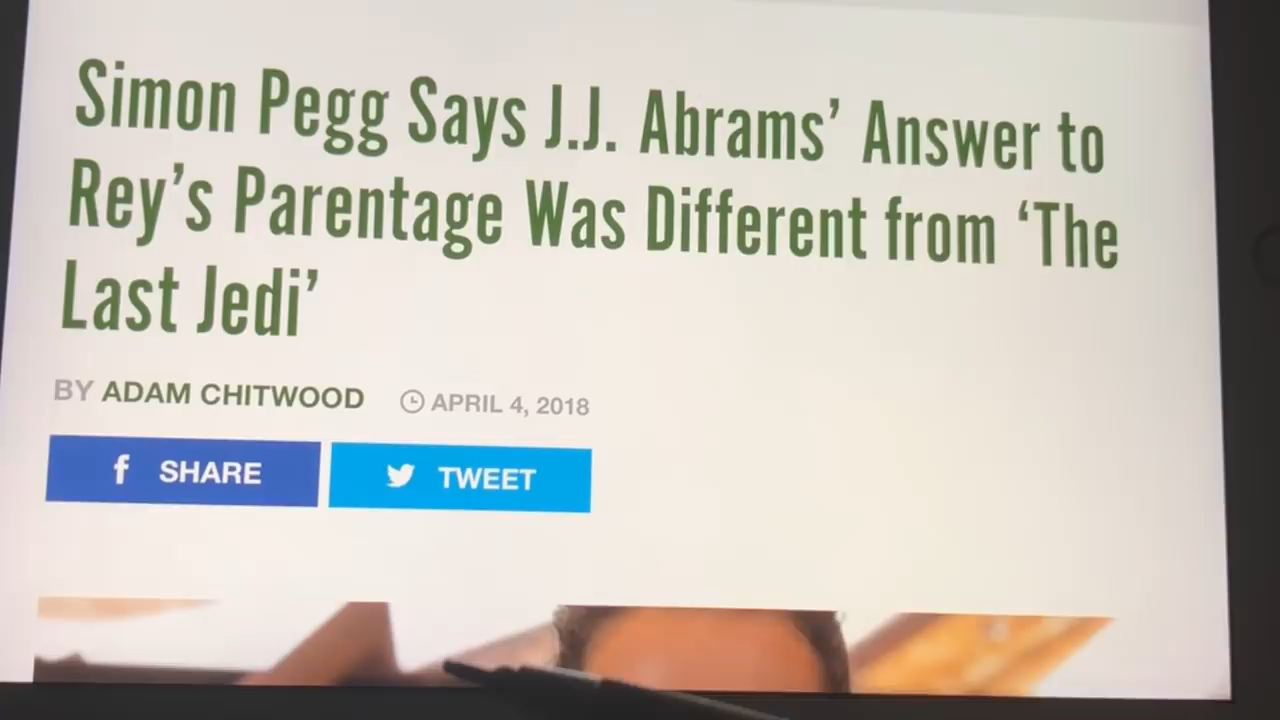 Simon Pegg Says J.J. Abrams’ Answer to
Rey’s Parentage Was Different from ‘The
Last Jedi’
BY ADAM CHITWOOD APRIL 4, 2018
f SHARE TWEET